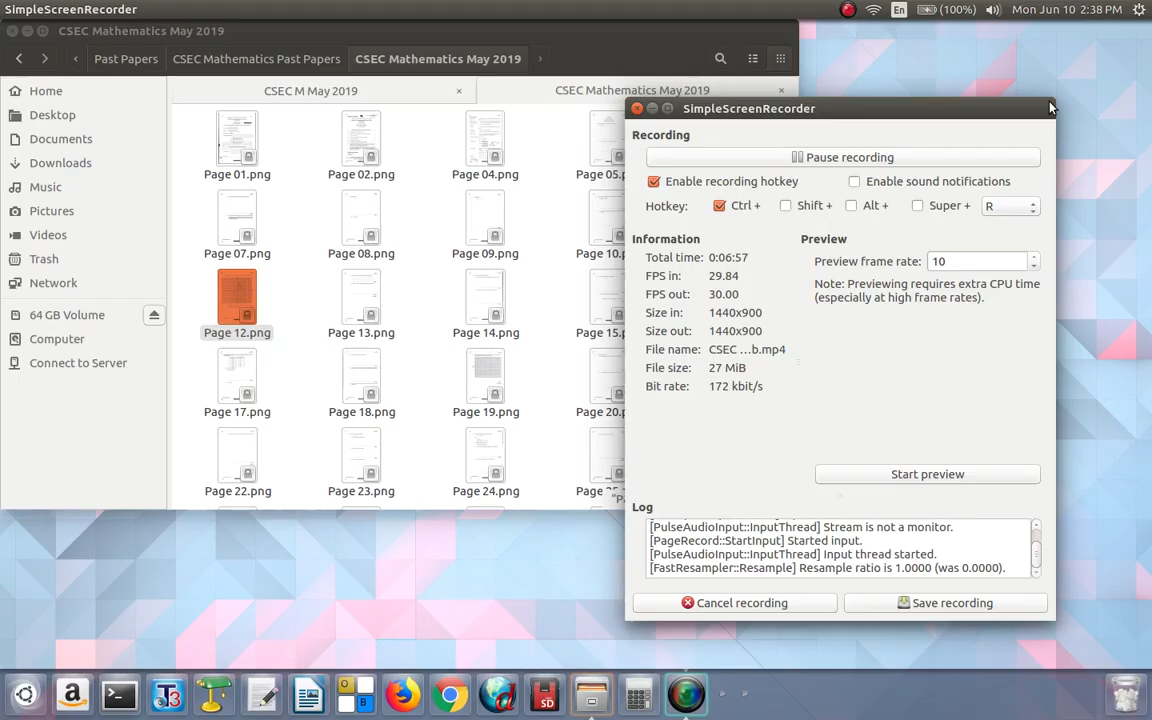 SimpleScreenRecorder
En
(100%)
Mon Jun 10 2:38 PM
CSEC Mathematics May 2019
Past Papers
CSEC Mathematics Past Papers
CSEC Mathematics May 2019
CSEC M May 2019
CSEC Mathematics May 2019
Home
Desktop
Documents
Downloads
Music
Pictures
Videos
Trash
Network
64 GB Volume
Computer
Connect to Server
Page 01.png
Page 02.png
Page 04.png
Page 05.
Page 07.png
Page 08.png
Page 09.png
Page 10.
Page 12.png
Page 13.png
Page 14.png
Page 15.
Page 17.png
Page 18.png
Page 19.png
Page 20.
Page 22.png
Page 23.png
Page 24.png
SimpleScreenRecorder
Recording
Pause recording
Enable recording hotkey
Enable sound notifications
Hotkey:
Ctrl +
Shift +
Alt +
Super +
R
Information
Total time: 0:06:57
FPS in: 29.84
FPS out: 30.00
Size in: 1440x900
Size out: 1440x900
File name: CSEC ...b.mp4
File size: 27 MiB
Bit rate: 172 kbit/s
Preview
Preview frame rate: 10
Note: Previewing requires extra CPU time
(especially at high frame rates).
Start preview
Log
[PulseAudioInput::InputThread] Stream is not a monitor.
[PageRecord::StartInput] Started input.
[PulseAudioInput::InputThread] Input thread started.
[FastResampler::Resample] Resample ratio is 1.0000 (was 0.0000).
Cancel recording
Save recording
T3
SD